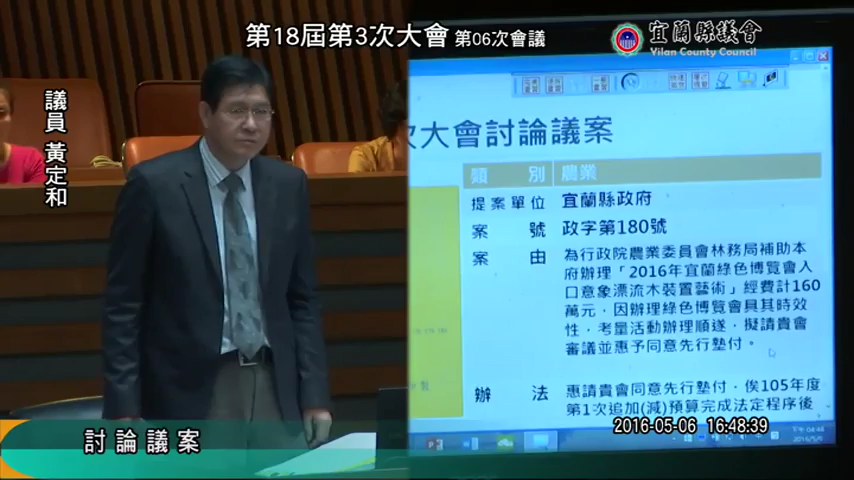 第18屆第3次大會 第06次會議
宜蘭縣議會
Yilan County Council
議員 黃定和
次大會討論議案
類別 農業
提案單位 宜蘭縣政府
案號 政字第180號
案由 為行政院農業委員會林務局補助本
府辦理「2016年宜蘭綠色博覽會入
口意象漂流木裝置藝術」經費計160
萬元,因辦理綠色博覽會具其時效
性,考量活動辦理順遂,擬請貴會
審議並惠予同意先行墊付。
辦法 惠請貴會同意先行墊付,俟105年度
第1次追加(減)預算完成法定程序後
討論議案
2016-05-06 16:48:39